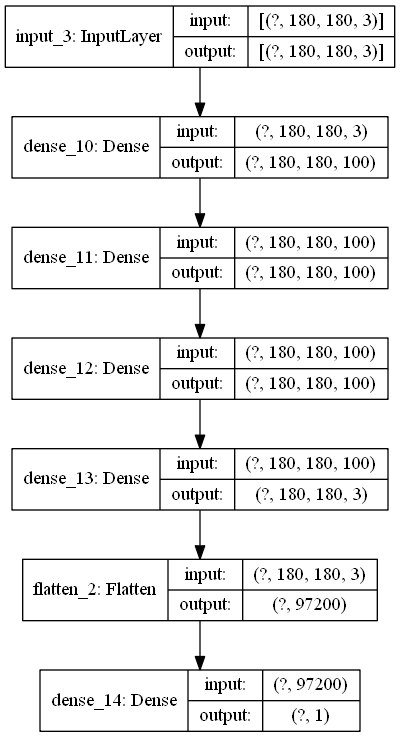 input_3: InputLayer
input: [(?, 180, 180, 3)]
output: [(?, 180, 180, 3)]
dense_10: Dense
input: (?, 180, 180, 3)
output: (?, 180, 180, 100)
dense_11: Dense
input: (?, 180, 180, 100)
output: (?, 180, 180, 100)
dense_12: Dense
input: (?, 180, 180, 100)
output: (?, 180, 180, 100)
dense_13: Dense
input: (?, 180, 180, 100)
output: (?, 180, 180, 3)
flatten_2: Flatten
input: (?, 180, 180, 3)
output: (?, 97200)
dense_14: Dense
input: (?, 97200)
output: (?, 1)